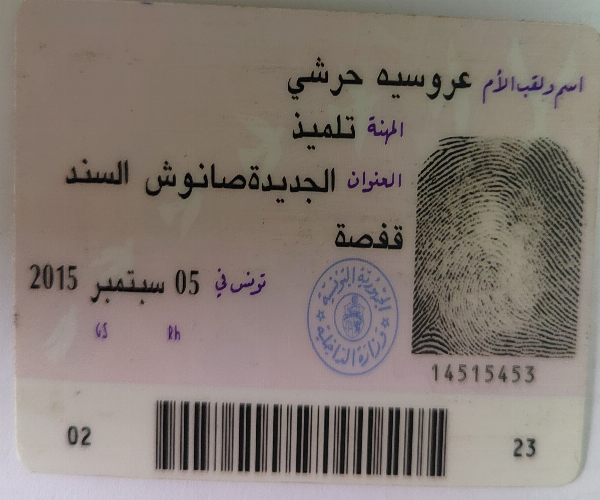 اسم ولقب الأم عروسيه حرشي
المهنة تلميذ
العنوان الجديدةصانوش السند
قفصة
تونس في 05 سبتمبر 2015
GS Rh
الجمهورية التونسية
وزارة الداخلية
14515453
02 23